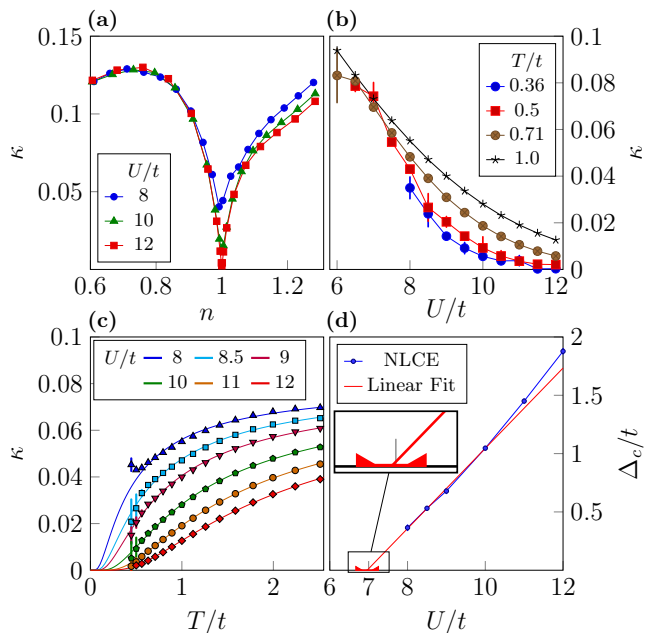 (a)
0.15
0.1
0.05
κ
U/t
8
10
12
0.6 0.8 1 1.2
n
(b)
T/t
0.36
0.5
0.71
1.0
0.1
0.08
0.06
0.04
0.02
0
κ
6 8 10 12
U/t
(c)
0.1
0.08
0.06
0.04
0.02
0
κ
U/t 8 8.5 9
10 11 12
0 1 2
T/t
(d)
NLCE
Linear Fit
2
1.5
1
0.5
Δc/t
6 7 8 10 12
U/t